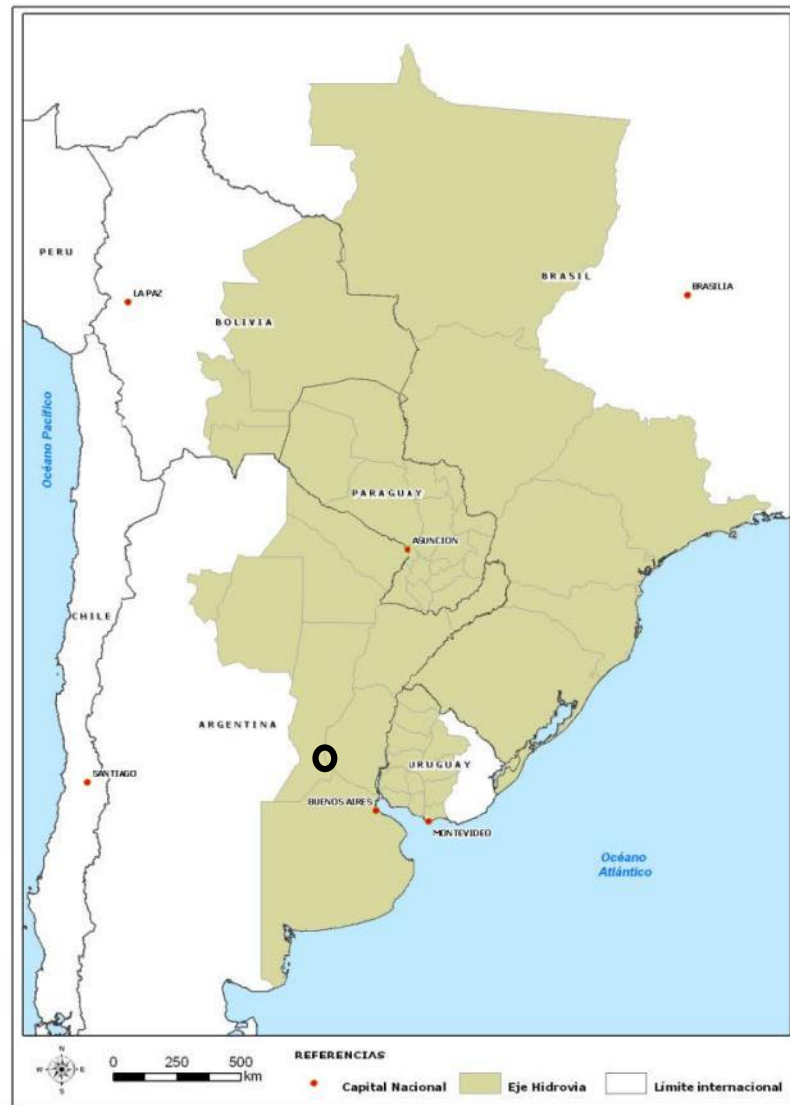 PERU
LA PAZ
BOLIVIA
BRASIL
BRASILIA
Océano Pacífico
PARAGUAY
ASUNCION
CHILE
ARGENTINA
SANTIAGO
URUGUAY
BUENOS AIRES
MONTEVIDEO
Océano
Atlántico
N
W E
S
0 250 500
km
REFERENCIAS
Capital Nacional Eje Hidrovia Límite internacional